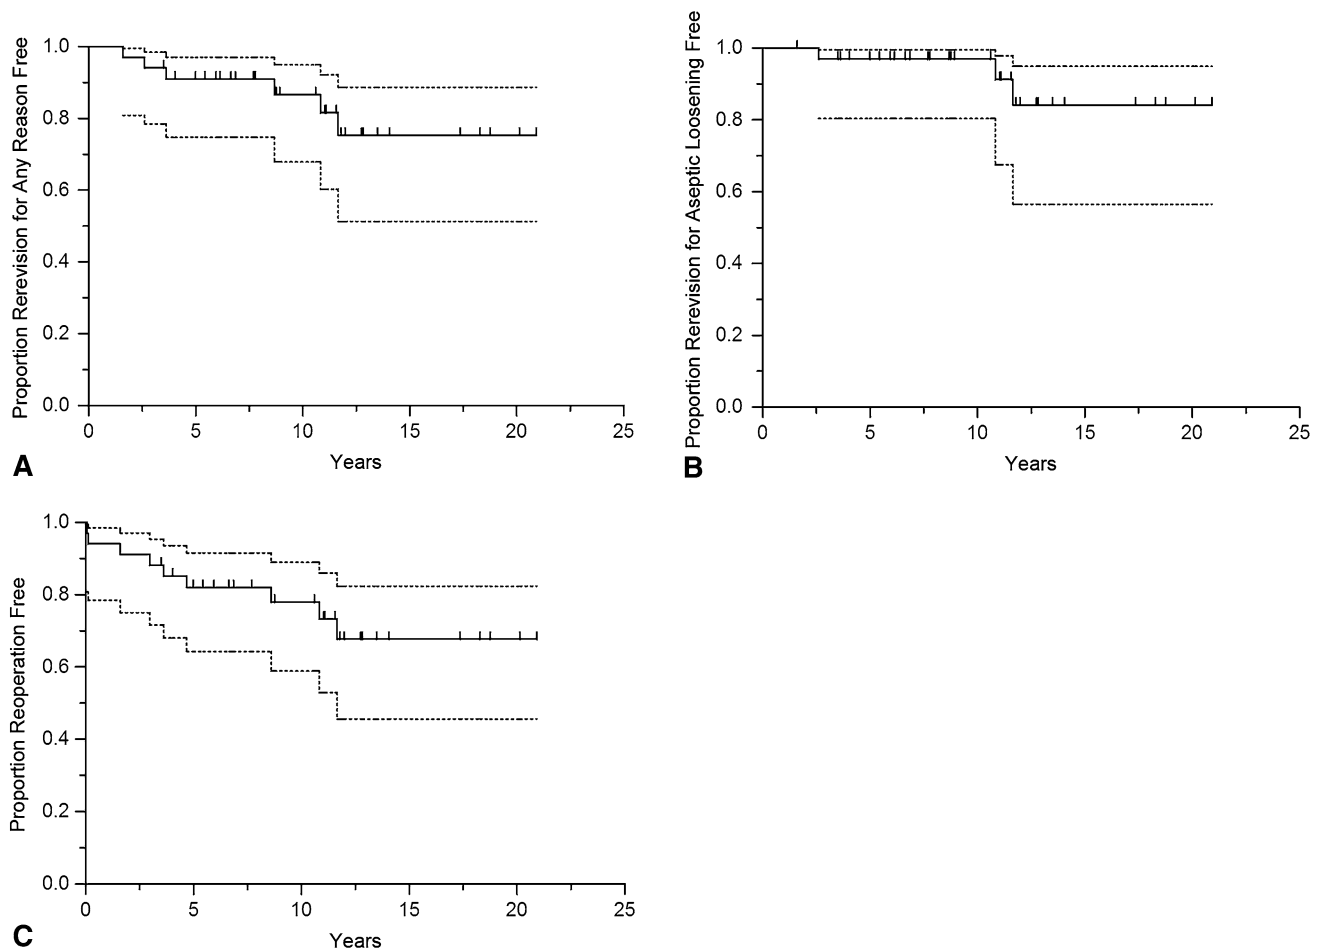 Proportion Rerevision for Any Reason Free
1.0
0.8
0.6
0.4
0.2
0.0
0 5 10 15 20 25
Years
A
Proportion Rerevision for Aseptic Loosening Free
1.0
0.8
0.6
0.4
0.2
0.0
0 5 10 15 20 25
Years
B
Proportion Reoperation Free
1.0
0.8
0.6
0.4
0.2
0.0
0 5 10 15 20 25
Years
C